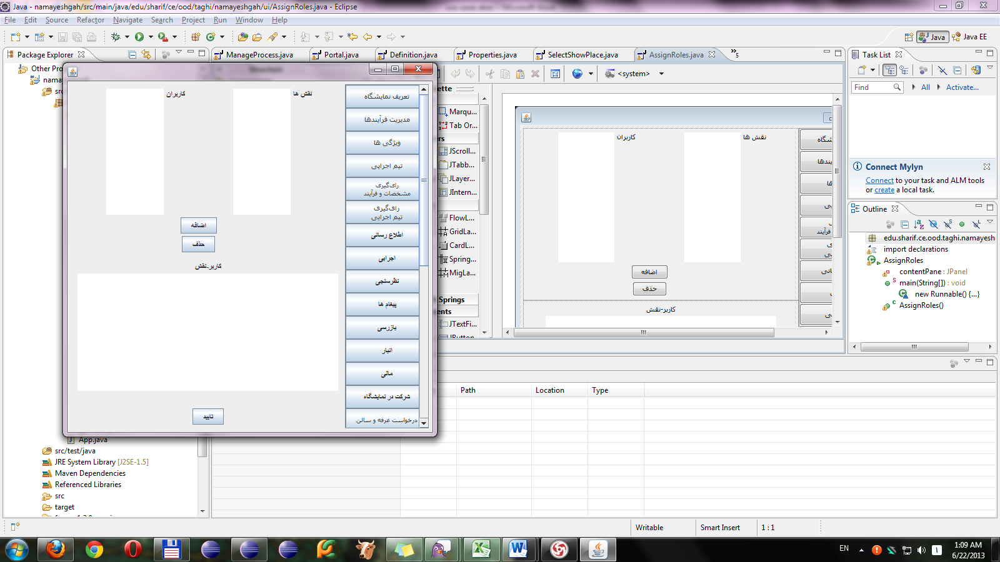 Java - namayeshgah/src/main/java/edu/sharif/ce/ood/taghi/namayeshgah/ui/AssignRoles.java - Eclipse
File Edit Source Refactor Navigate Search Project Run Window Help
Java
Java EE
Package Explorer
ManageProcess.java
Portal.java
Definition.java
Properties.java
SelectShowPlace.java
AssignRoles.java
5
Task List
Find
All
Activate...
<system>
Other Pro
nama
src
نقش ها
کاربران
اضافه
حذف
کاربر-نقش
تایید
تعریف نمایشگاه
مدیریت فرآیندها
ویژگی ها
تیم اجرایی
رای‌گیری
مشخصات و فرآیند
رای‌گیری
تیم اجرایی
اطلاع رسانی
اجرایی
نظرسنجی
پیغام ها
بازرسی
انبار
مالی
شرکت در نمایشگاه
درخواست غرفه و سالن
ette
Marqu...
Tab Or...
ers
JScroll...
JTabb...
JLayer...
JIntern...
FlowL...
GridLa...
CardL...
Spring...
MigLa...
Springs
ents
JTextFi...
JButton
نقش ها
کاربران
شگاه
یندها
ها
یی
فرآیند
ی
یی
انی
ی
اضافه
حذف
کاربر-نقش
Connect Mylyn
Connect to your task and ALM tools
or create a local task.
Outline
edu.sharif.ce.ood.taghi.namayesh
import declarations
AssignRoles
contentPane : JPanel
main(String[]) : void
new Runnable() {...}
AssignRoles()
Path
Location
Type
App.java
src/test/java
JRE System Library [J2SE-1.5]
Maven Dependencies
Referenced Libraries
src
target
Writable
Smart Insert
1 : 1
EN
1:09 AM
6/22/2013